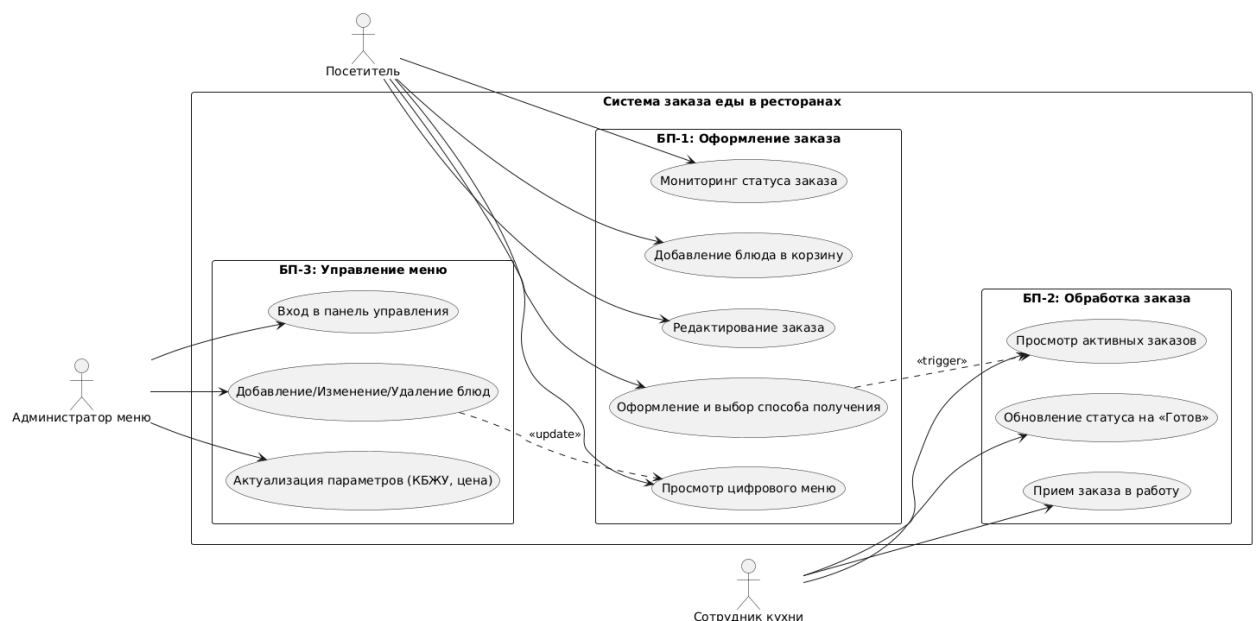 Посетитель
Система заказа еды в ресторанах
БП-1: Оформление заказа
Мониторинг статуса заказа
Добавление блюда в корзину
Редактирование заказа
Оформление и выбор способа получения
Просмотр цифрового меню
БП-3: Управление меню
Вход в панель управления
Добавление/Изменение/Удаление блюд
Актуализация параметров (КБЖУ, цена)
Администратор меню
«update»
«trigger»
БП-2: Обработка заказа
Просмотр активных заказов
Обновление статуса на «Готов»
Прием заказа в работу
Сотрудник кухни